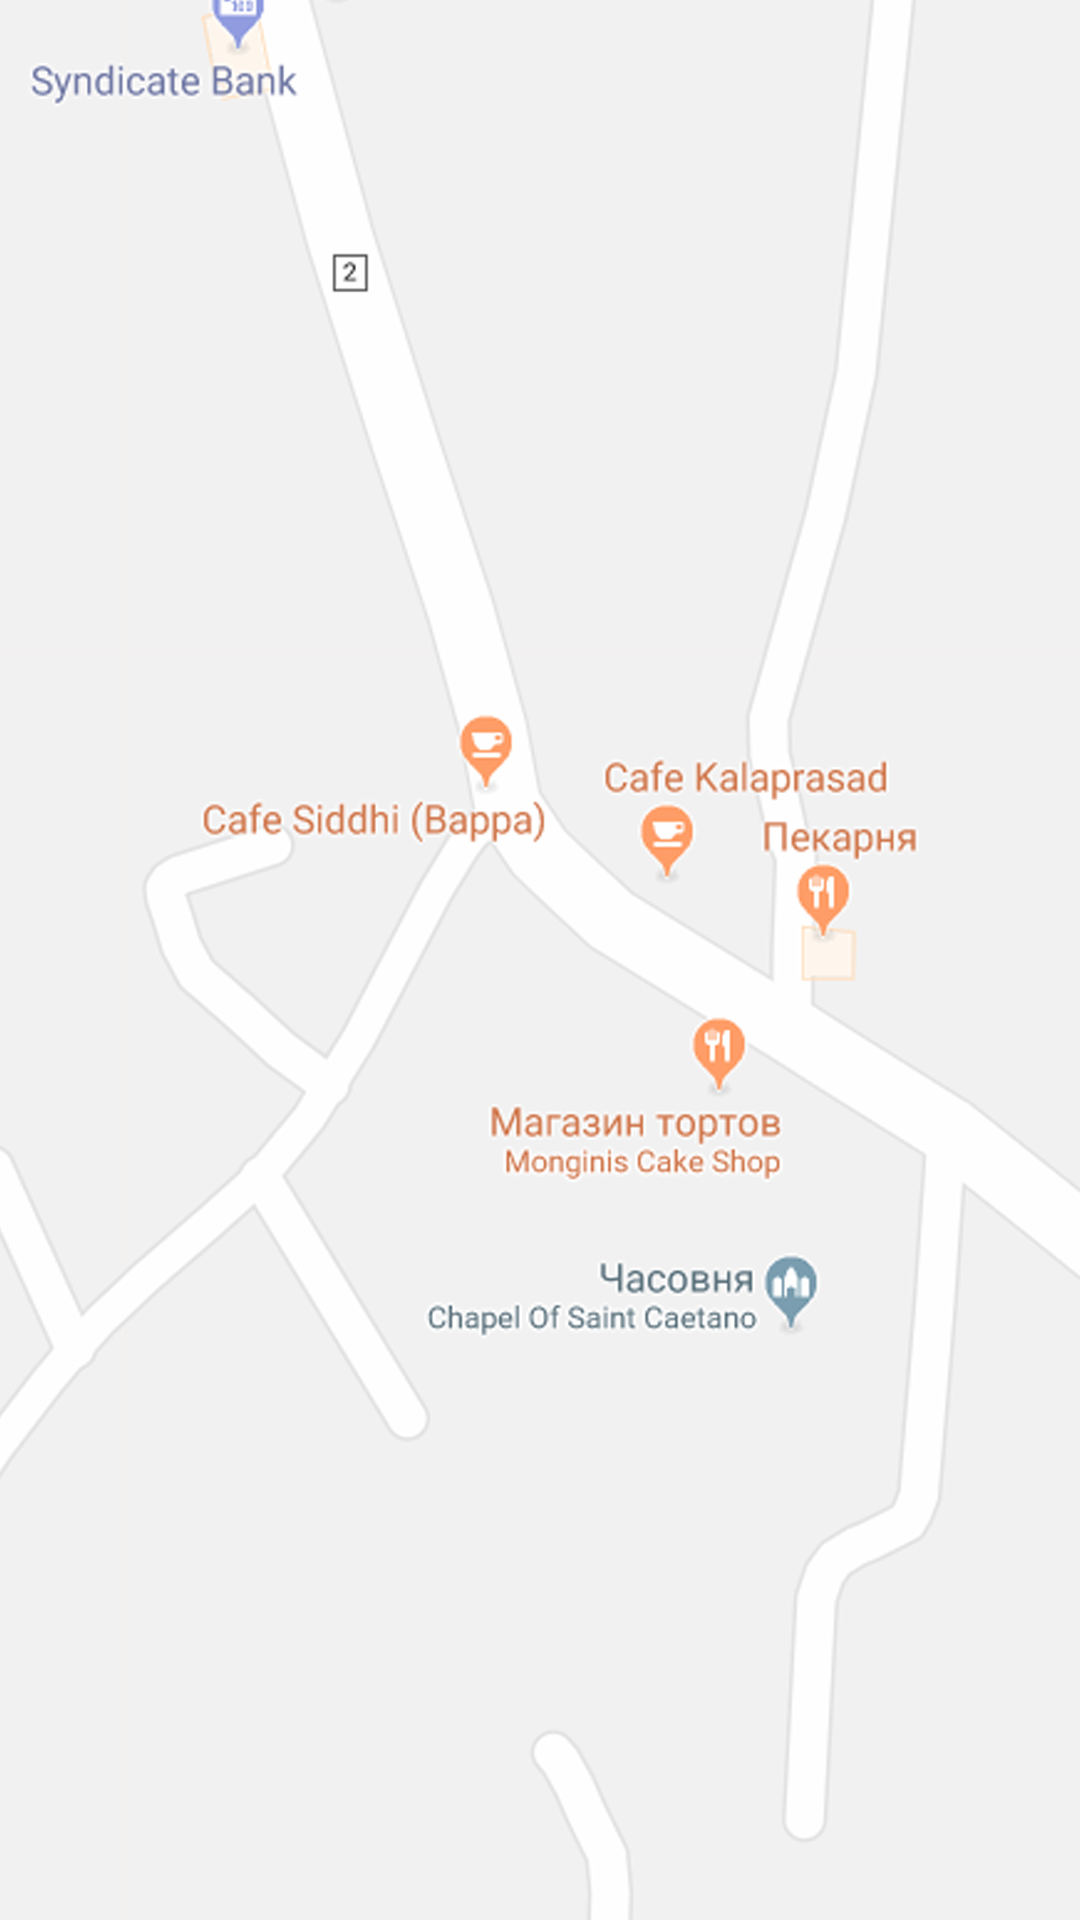 Syndicate Bank
2
Cafe Kalaprasad
Cafe Siddhi (Bappa)
Пекарня
Магазин тортов
Monginis Cake Shop
Часовня
Chapel Of Saint Caetano